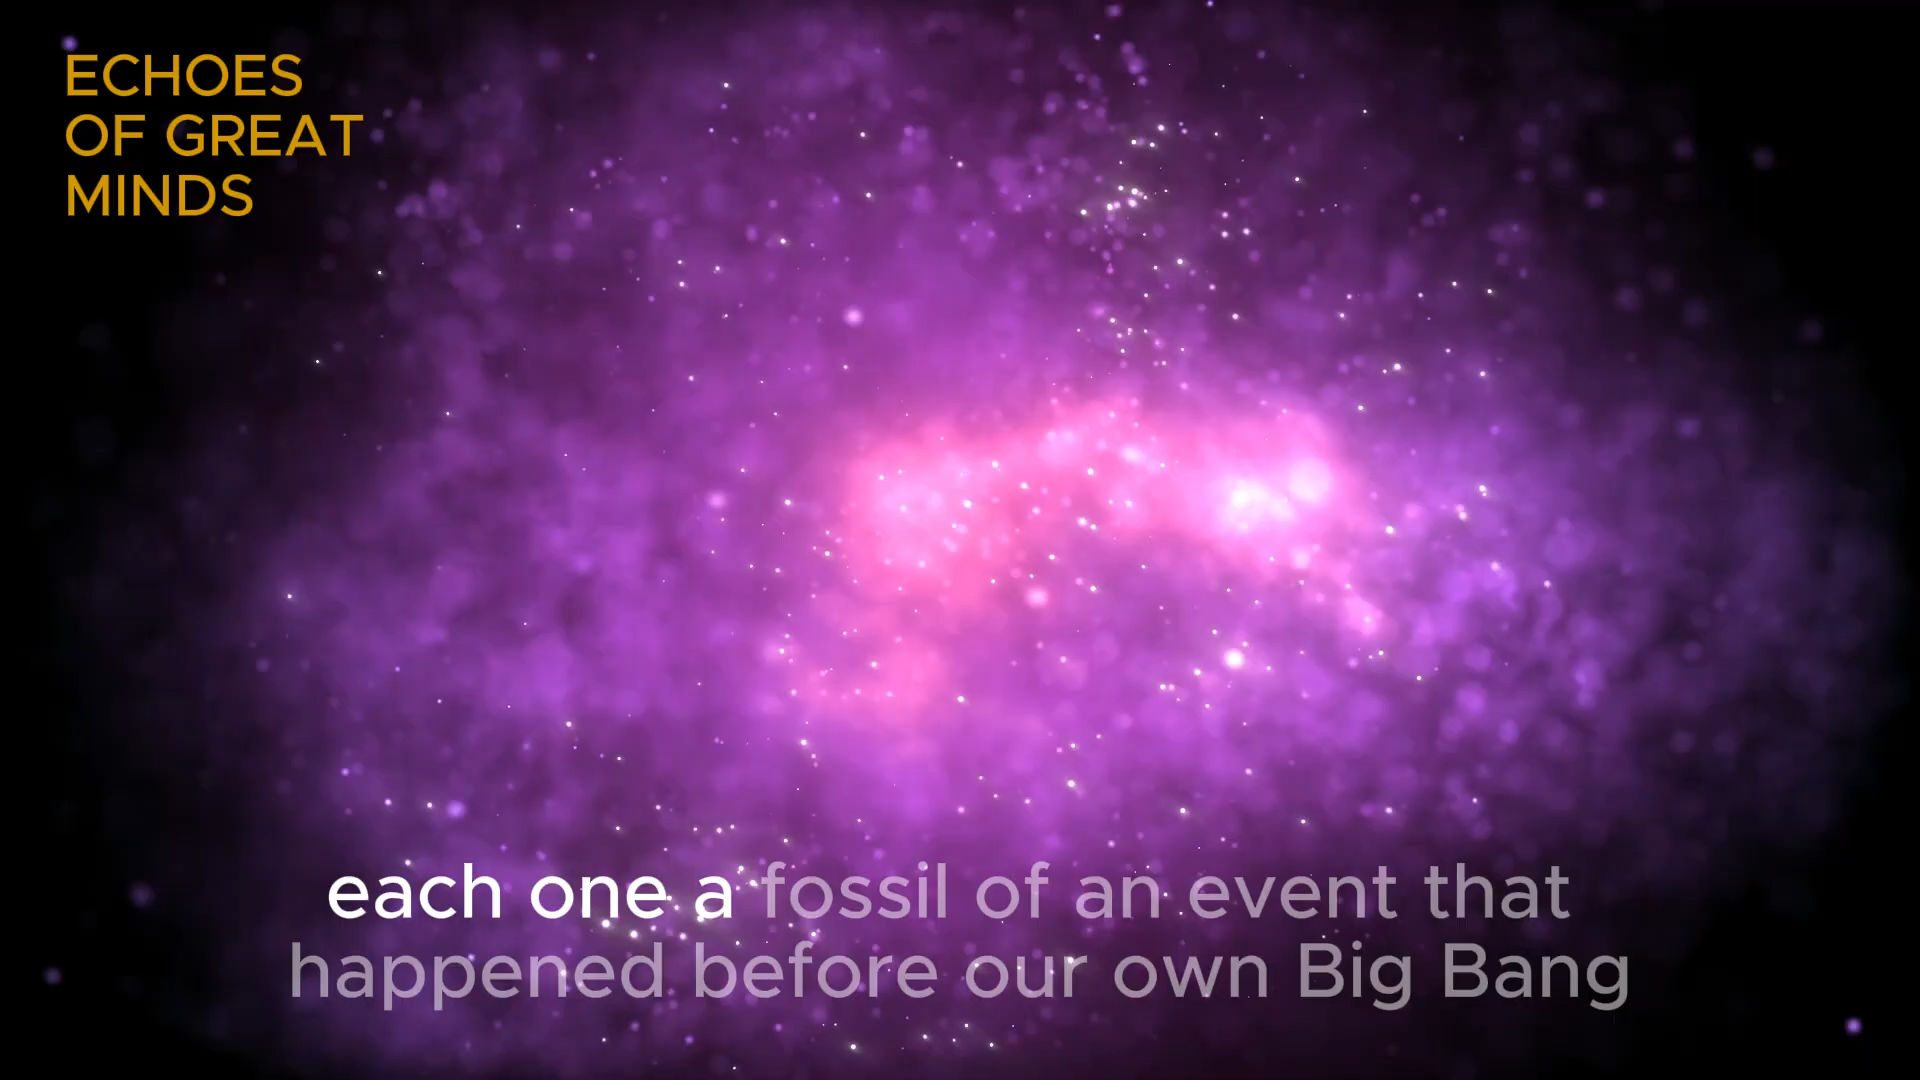 ECHOES
OF GREAT
MINDS
each one a fossil of an event that
happened before our own Big Bang